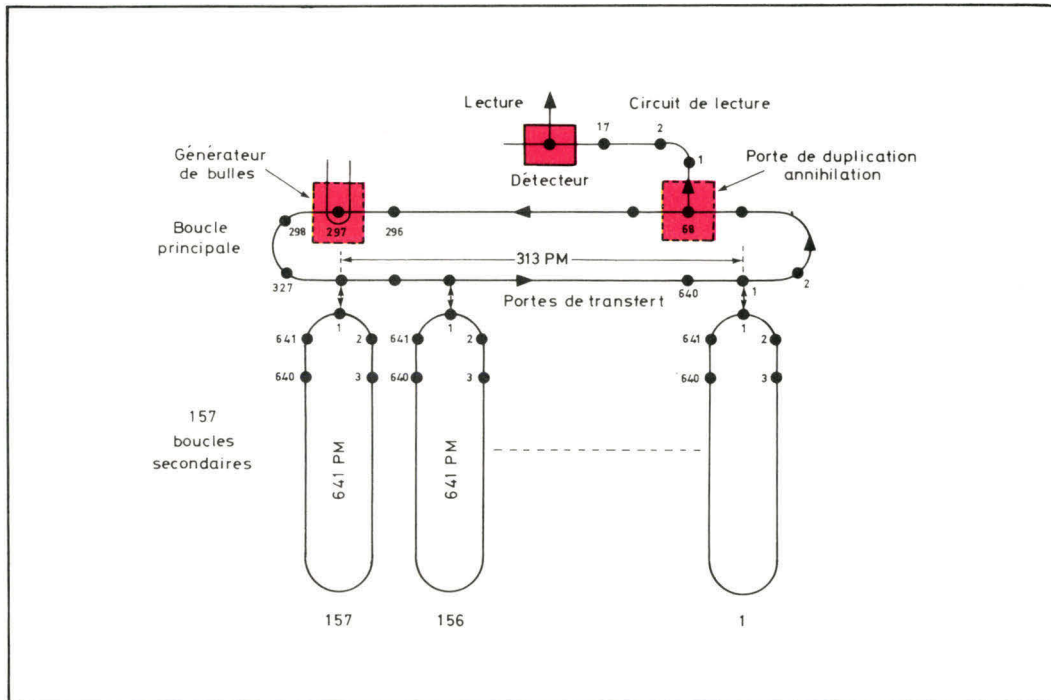 Lecture
Circuit de lecture
17
2
1
Générateur
de bulles
Détecteur
Porte de duplication
annihilation
Boucle
principale
298
297
296
68
313 PM
327
Portes de transfert
640
1
2
1
1
1
641
2
641
2
641
2
640
3
640
3
640
3
157
boucles
secondaires
641 PM
641 PM
157
156
1